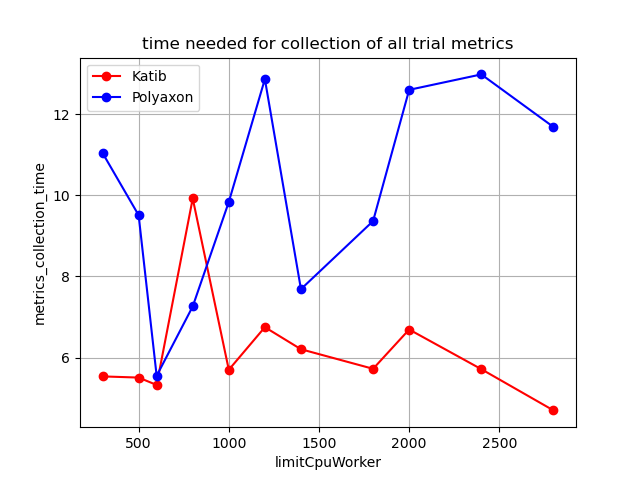 time needed for collection of all trial metrics
Katib
Polyaxon
metrics_collection_time
12
10
8
6
500
1000
1500
2000
2500
limitCpuWorker